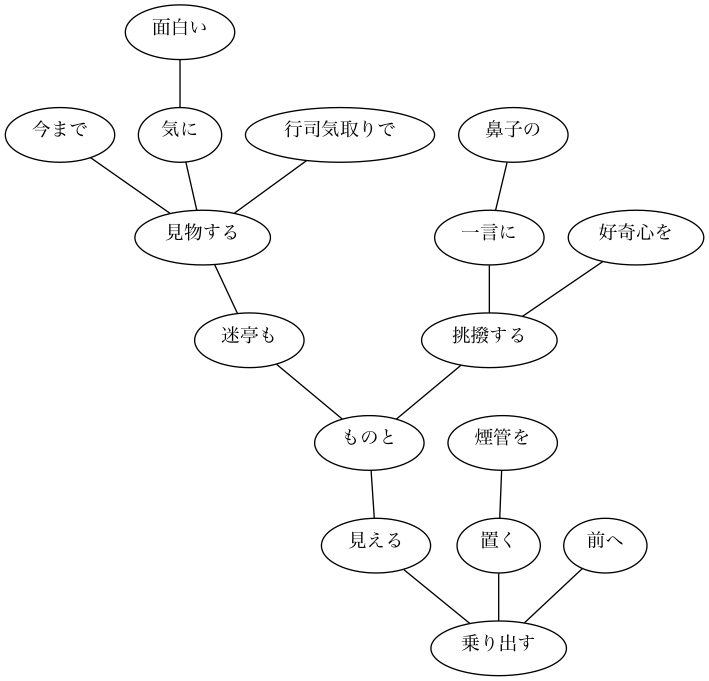 面白い
今まで
気に
行司気取りで
鼻子の
見物する
一言に
好奇心を
迷亭も
挑撥する
ものと
煙管を
見える
置く
前へ
乗り出す